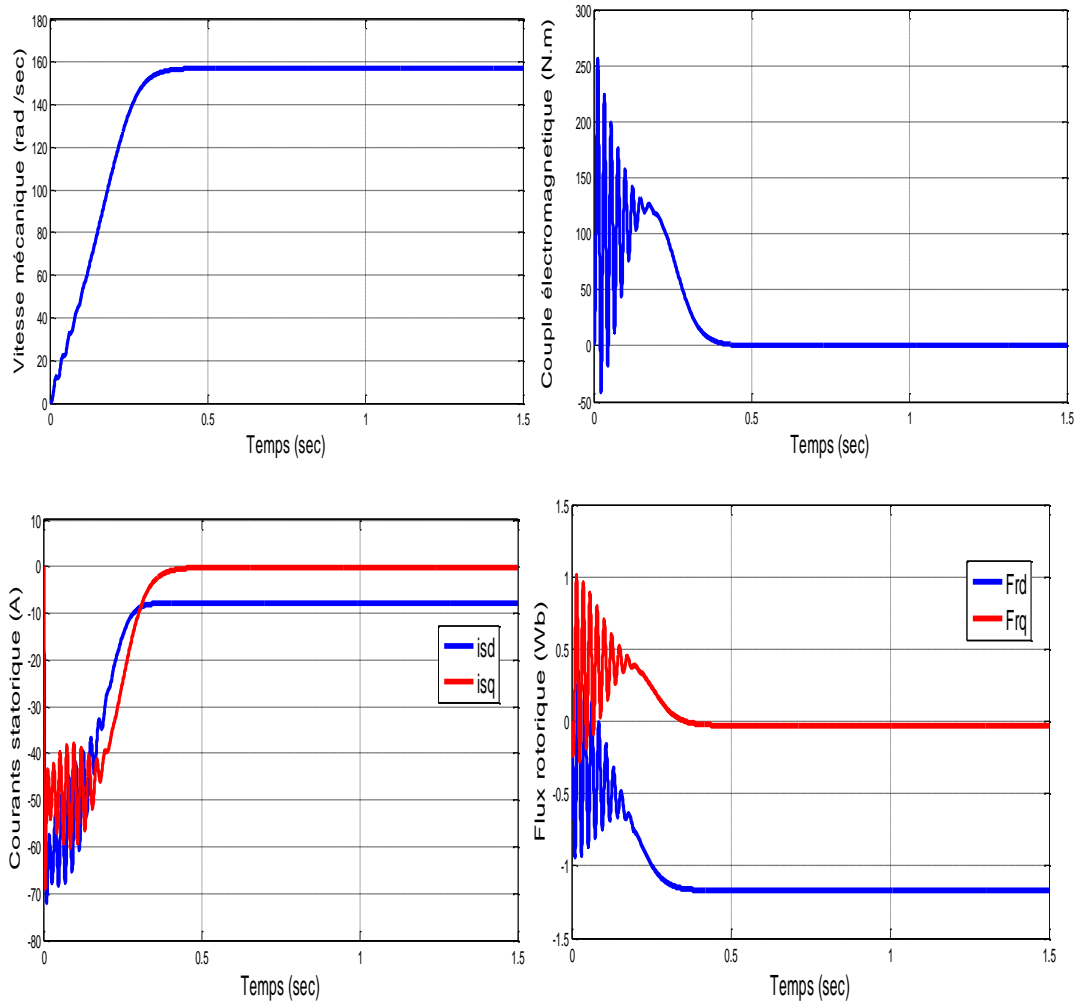 Vitesse mécanique (rad /sec)
180
160
140
120
100
80
60
40
20
0
0 0.5 1 1.5
Temps (sec)
Couple électromagnetique (N.m)
300
250
200
150
100
50
0
-50
0 0.5 1 1.5
Temps (sec)
Courants statorique (A)
10
0
-10
-20
-30
-40
-50
-60
-70
-80
0 0.5 1 1.5
Temps (sec)
isd
isq
Flux rotorique (Wb)
1.5
1
0.5
0
-0.5
-1
-1.5
0 0.5 1 1.5
Temps (sec)
Frd
Frq